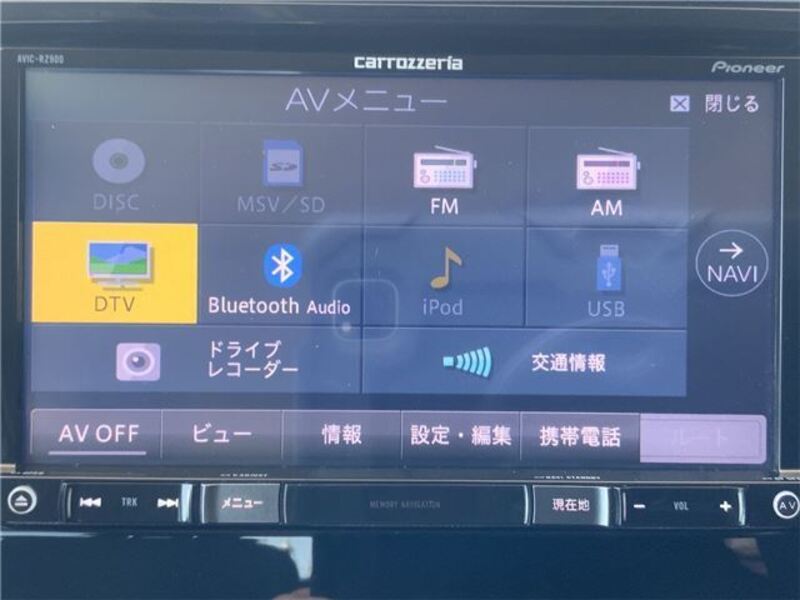 AVIC-RZ900
carrozzeria
Pioneer
AVメニュー
閉じる
DISC
MSV/SD
FM
AM
DTV
Bluetooth Audio
iPod
USB
NAVI
ドライブ
レコーダー
交通情報
AV OFF ビュー 情報 設定・編集 携帯電話 ルート
TRK メニュー MEMORY NAVIGATION 現在地 VOL AV